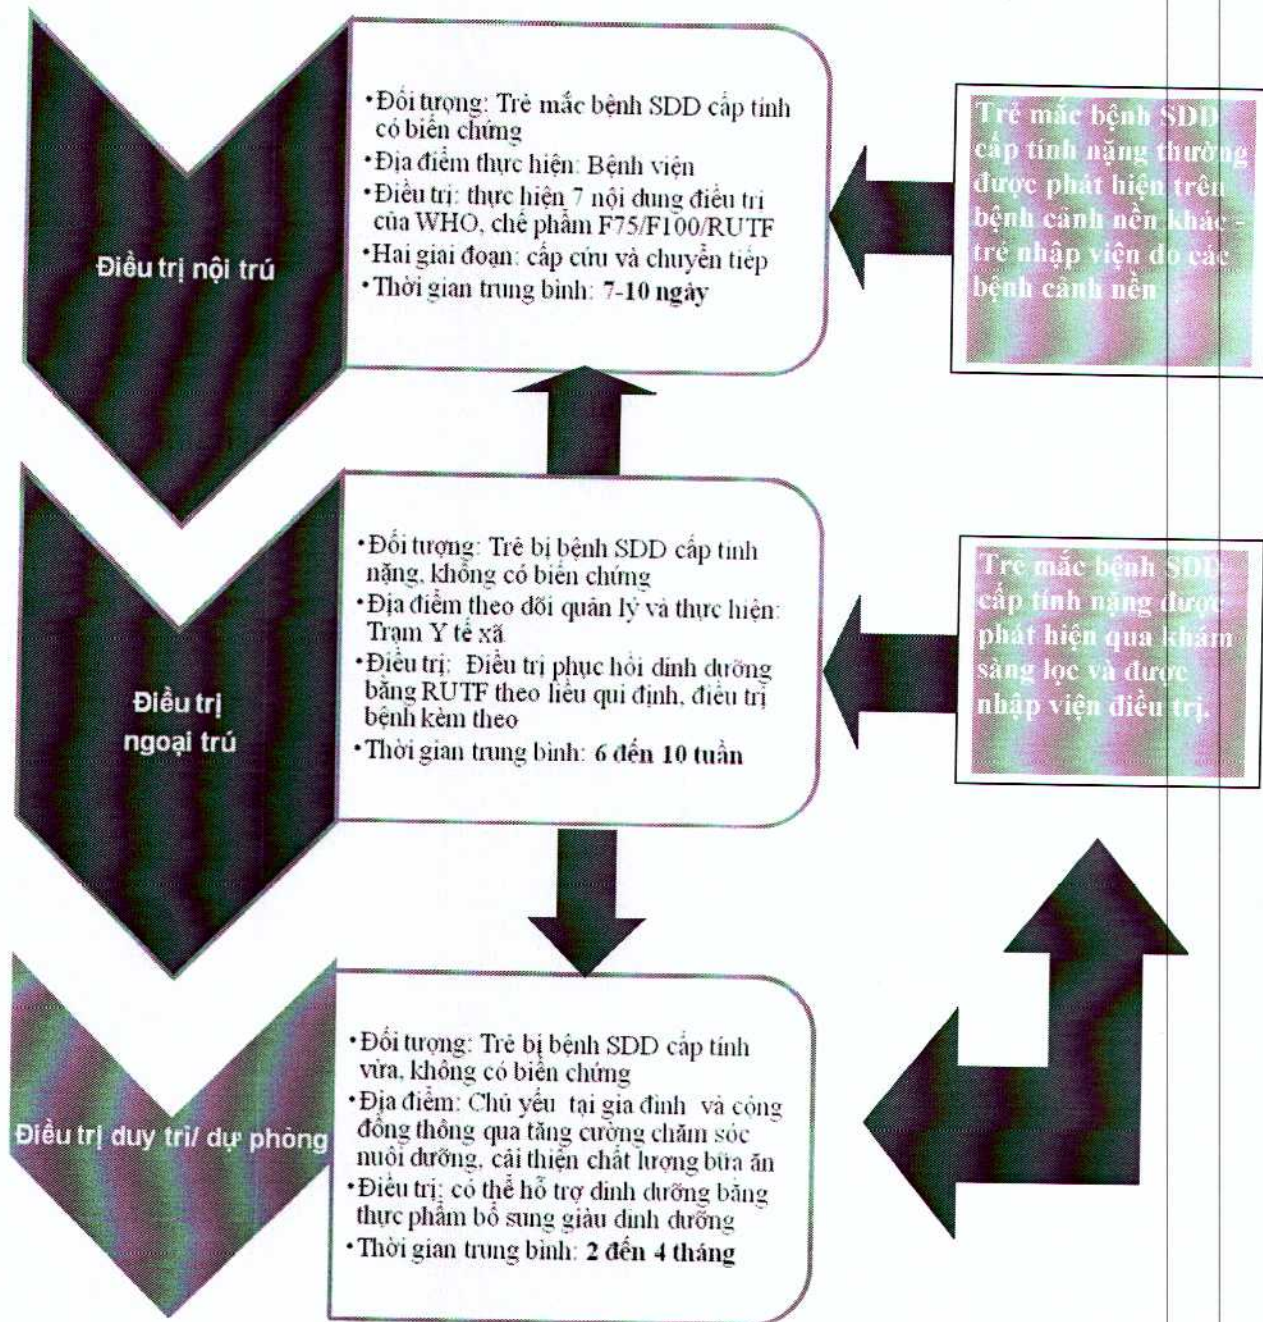 Điều trị nội trú
•Đối tượng: Trẻ mắc bệnh SDD cấp tính
có biến chứng
•Địa điểm thực hiện: Bệnh viện
•Điều trị: thực hiện 7 nội dung điều trị
của WHO, chế phẩm F75/F100/RUTF
•Hai giai đoạn: cấp cứu và chuyển tiếp
•Thời gian trung bình: 7-10 ngày
Trẻ mắc bệnh SDD
cấp tính nặng thường
được phát hiện trên
bệnh cảnh nền khác -
trẻ nhập viện do các
bệnh cảnh nền
Điều trị
ngoại trú
•Đối tượng: Trẻ bị bệnh SDD cấp tính
nặng, không có biến chứng
•Địa điểm theo dõi quản lý và thực hiện:
Trạm Y tế xã
•Điều trị: Điều trị phục hồi dinh dưỡng
bằng RUTF theo liều qui định, điều trị
bệnh kèm theo
•Thời gian trung bình: 6 đến 10 tuần
Trẻ mắc bệnh SDD
cấp tính nặng được
phát hiện qua khám
sàng lọc và được
nhập viện điều trị.
Điều trị duy trì/ dự phòng
•Đối tượng: Trẻ bị bệnh SDD cấp tính
vừa, không có biến chứng
•Địa điểm: Chủ yếu tại gia đình và cộng
đồng thông qua tăng cường chăm sóc
nuôi dưỡng, cải thiện chất lượng bữa ăn
•Điều trị: có thể hỗ trợ dinh dưỡng bằng
thực phẩm bổ sung giàu dinh dưỡng
•Thời gian trung bình: 2 đến 4 tháng